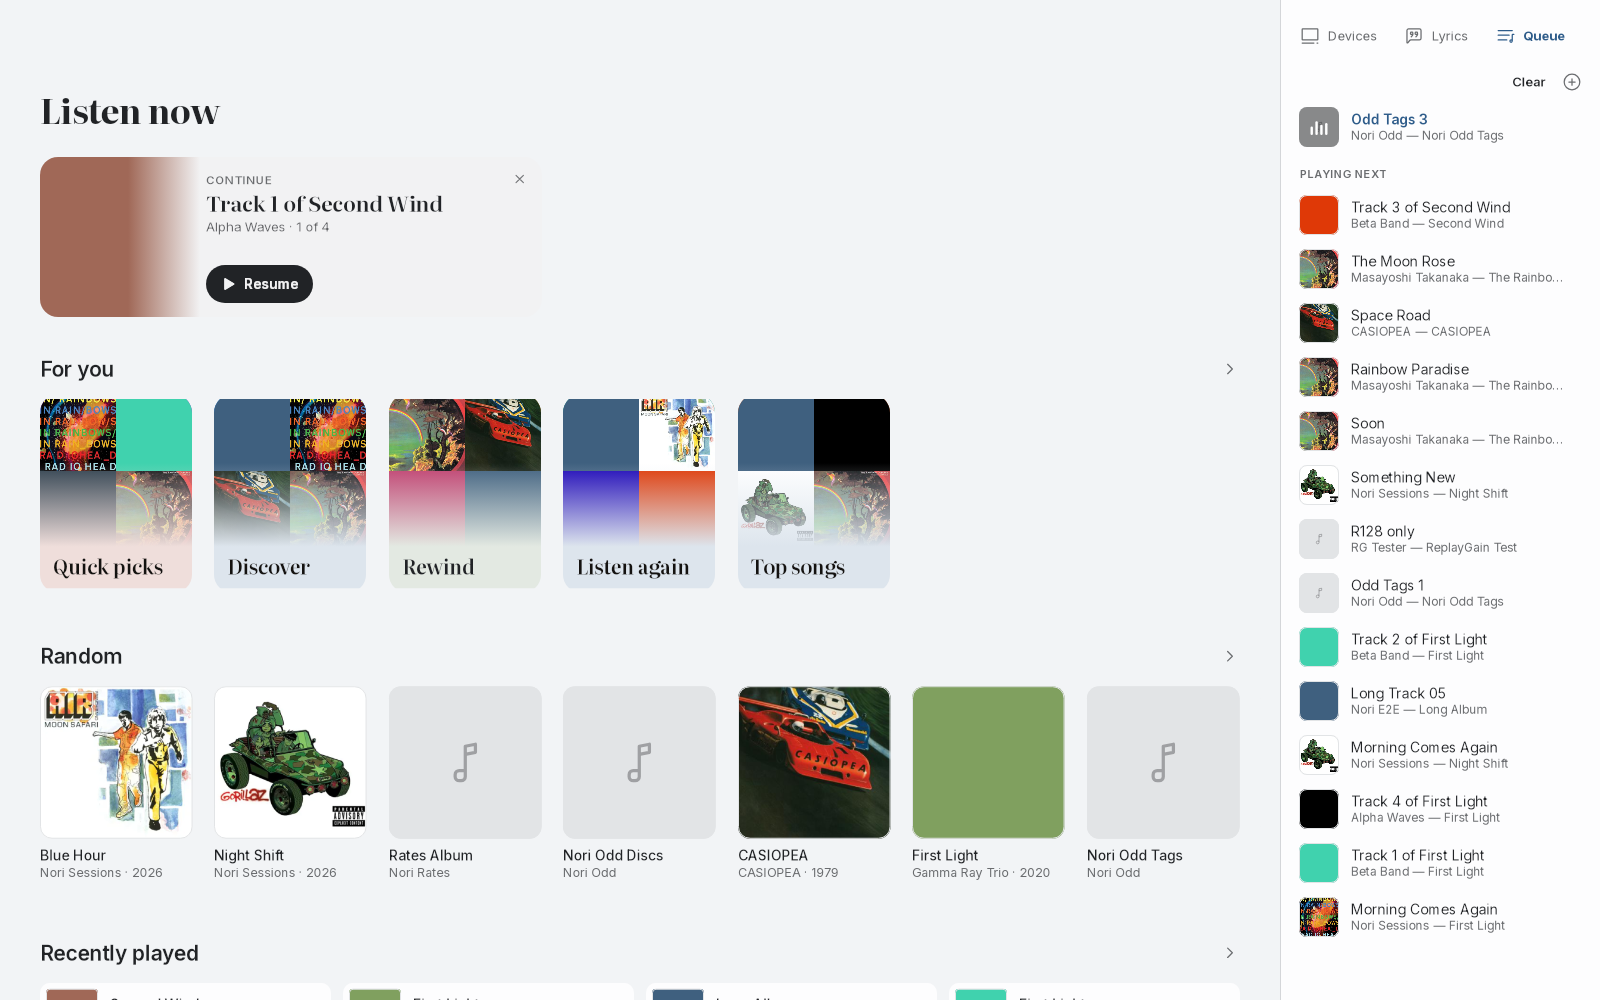 Listen now
CONTINUE
Track 1 of Second Wind
Alpha Waves · 1 of 4
Resume
For you
Quick picks
Discover
Rewind
Listen again
Top songs
Random
AIR
MOON SAFARI
GORILLAZ
PARENTAL
ADVISORY
EXPLICIT CONTENT
CASIOPEA
Blue Hour
Nori Sessions · 2026
Night Shift
Nori Sessions · 2026
Rates Album
Nori Rates
Nori Odd Discs
Nori Odd
CASIOPEA
CASIOPEA · 1979
First Light
Gamma Ray Trio · 2020
Nori Odd Tags
Nori Odd
Recently played
Devices
Lyrics
Queue
Clear
Odd Tags 3
Nori Odd — Nori Odd Tags
PLAYING NEXT
Track 3 of Second Wind
Beta Band — Second Wind
The Moon Rose
Masayoshi Takanaka — The Rainbo…
Space Road
CASIOPEA — CASIOPEA
Rainbow Paradise
Masayoshi Takanaka — The Rainbo…
Soon
Masayoshi Takanaka — The Rainbo…
Something New
Nori Sessions — Night Shift
R128 only
RG Tester — ReplayGain Test
Odd Tags 1
Nori Odd — Nori Odd Tags
Track 2 of First Light
Beta Band — First Light
Long Track 05
Nori E2E — Long Album
Morning Comes Again
Nori Sessions — Night Shift
Track 4 of First Light
Alpha Waves — First Light
Track 1 of First Light
Beta Band — First Light
Morning Comes Again
Nori Sessions — First Light